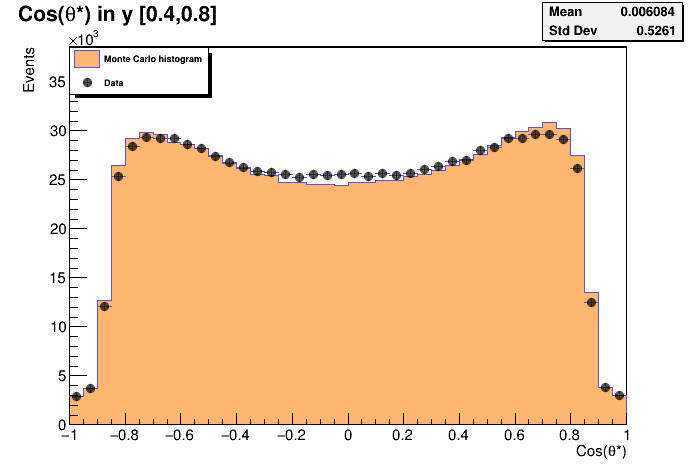 Cos(θ*) in y [0.4,0.8]
Mean 0.006084
Std Dev 0.5261
×10³
Events
Monte Carlo histogram
Data
35
30
25
20
15
10
5
0
−1 −0.8 −0.6 −0.4 −0.2 0 0.2 0.4 0.6 0.8 1
Cos(θ*)